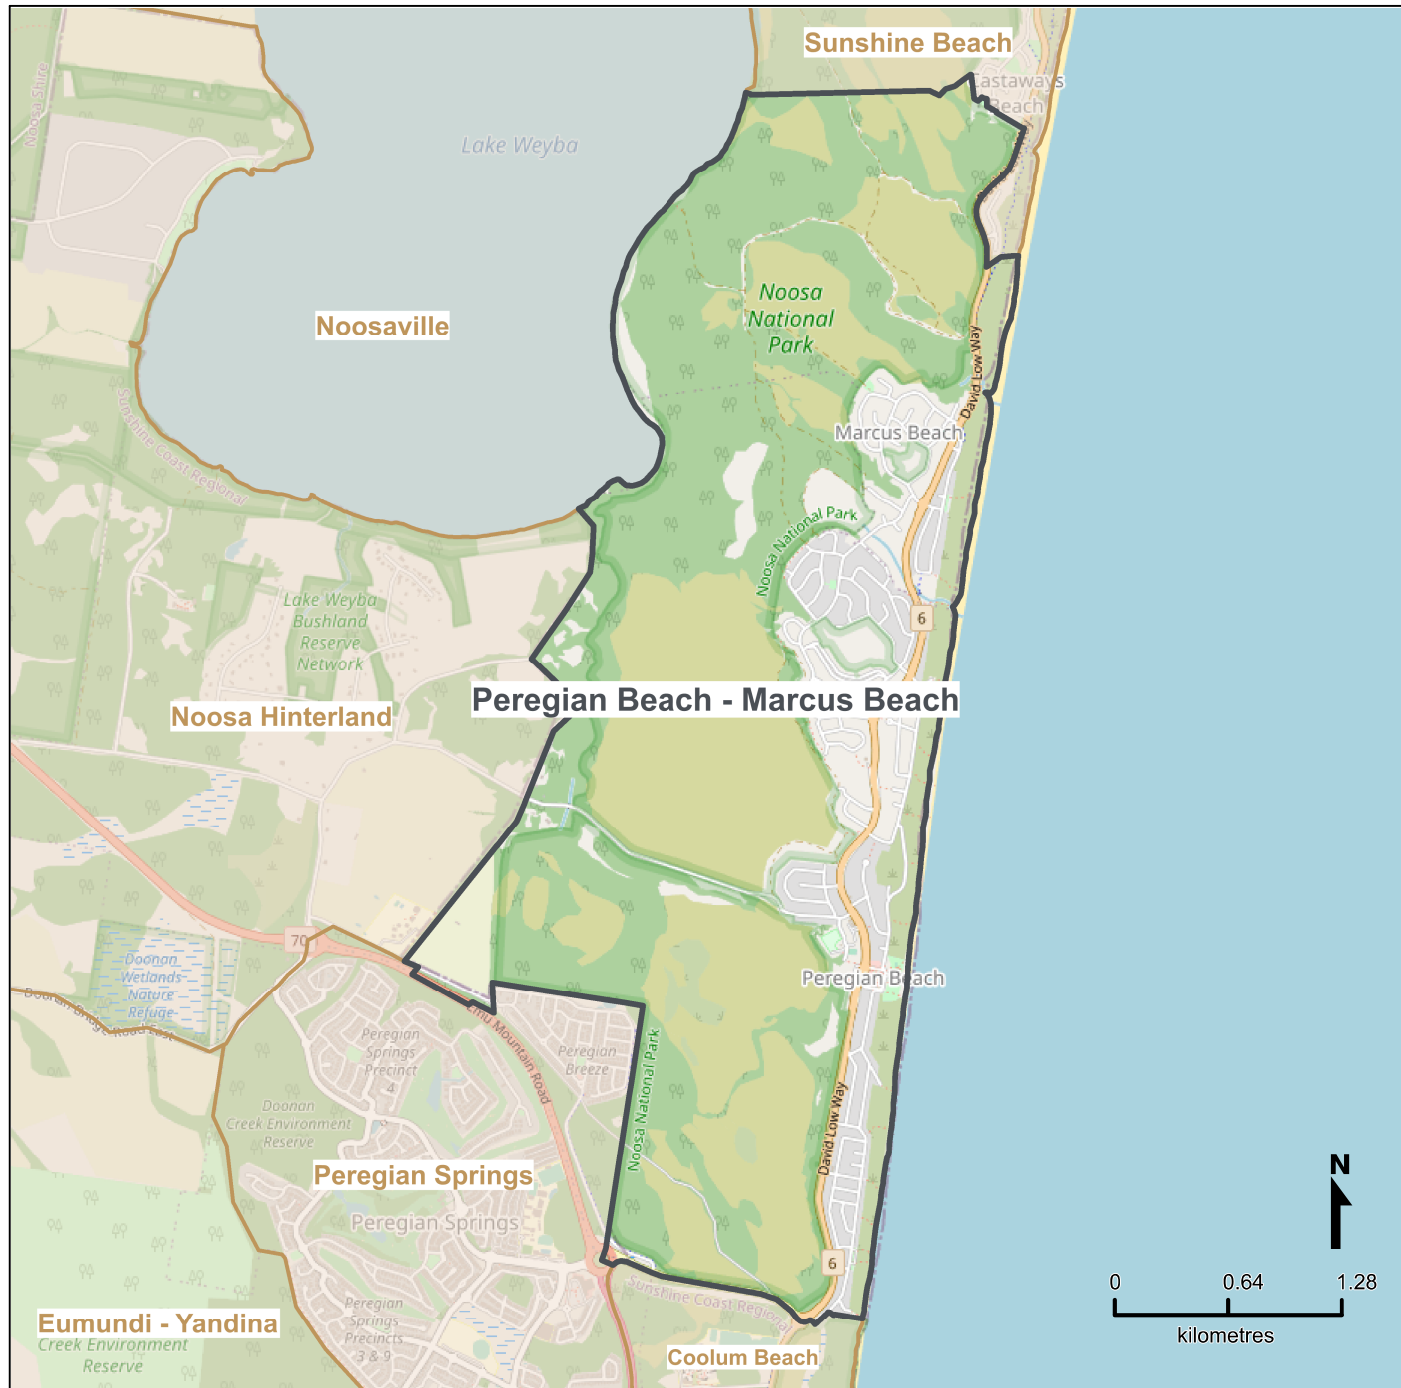 Sunshine Beach
Castaways
Beach
Noosa Shire
Lake Weyba
Noosa
National
Park
Noosaville
David Low Way
Marcus Beach
Sunshine Coast Regional
Noosa National Park
Lake Weyba
Bushland
Reserve
Network
6
Peregian Beach - Marcus Beach
Noosa Hinterland
70
Doonan
Wetlands
Nature
Refuge
Peregian Beach
Doonan Bridge Road East
Emu Mountain Road
Peregian
Springs
Precinct
4
Peregian
Breeze
Noosa National Park
David Low Way
Doonan
Creek Environment
Reserve
Peregian Springs
Peregian Springs
N
6
Sunshine Coast Regional
0 0.64 1.28
kilometres
Peregian
Springs
Precincts
3 & 9
Eumundi - Yandina
Creek Environment
Reserve
Coolum Beach